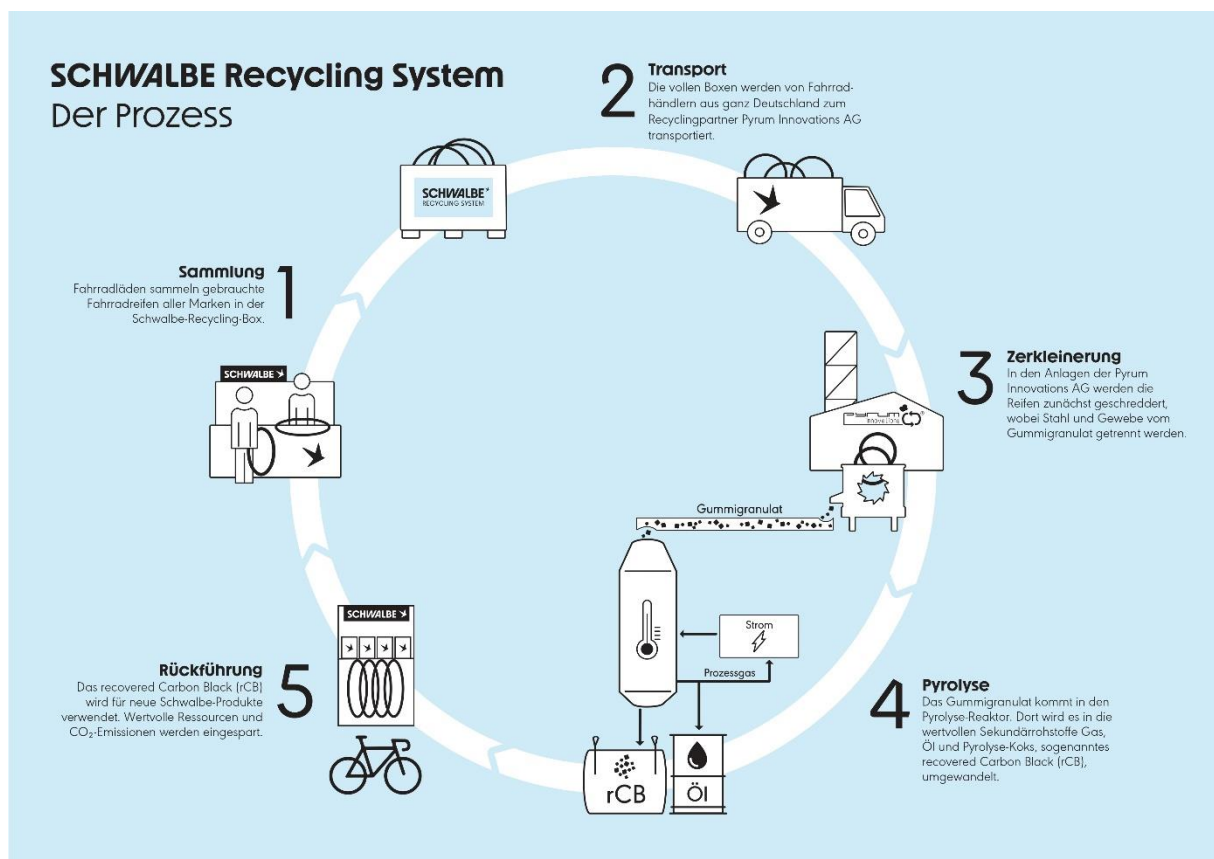 SCHWALBE Recycling System
Der Prozess
2
Transport
Die vollen Boxen werden von Fahrrad-
händlern aus ganz Deutschland zum
Recyclingpartner Pyrum Innovations AG
transportiert.
SCHWALBE
RECYCLING SYSTEM
1
Sammlung
Fahrradläden sammeln gebrauchte
Fahrradreifen aller Marken in der
Schwalbe-Recycling-Box.
SCHWALBE
3
Zerkleinerung
In den Anlagen der Pyrum
Innovations AG werden die
Reifen zunächst geschreddert,
wobei Stahl und Gewebe vom
Gummigranulat getrennt werden.
pyrum
innovations
Gummigranulat
Strom
Prozessgas
4
Pyrolyse
Das Gummigranulat kommt in den
Pyrolyse-Reaktor. Dort wird es in die
wertvollen Sekundärrohstoffe Gas,
Öl und Pyrolyse-Koks, sogenanntes
recovered Carbon Black (rCB),
umgewandelt.
rCB
Öl
SCHWALBE
5
Rückführung
Das recovered Carbon Black (rCB)
wird für neue Schwalbe-Produkte
verwendet. Wertvolle Ressourcen und
CO₂-Emissionen werden eingespart.